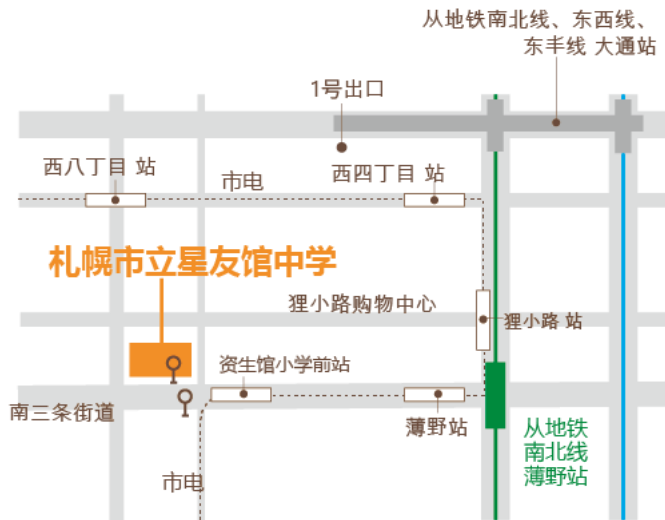 从地铁南北线、东西线、
东丰线 大通站
1号出口
西八丁目 站
市电
西四丁目 站
札幌市立星友馆中学
狸小路购物中心
狸小路 站
资生馆小学前站
南三条街道
薄野站
从地铁
南北线
薄野站
市电